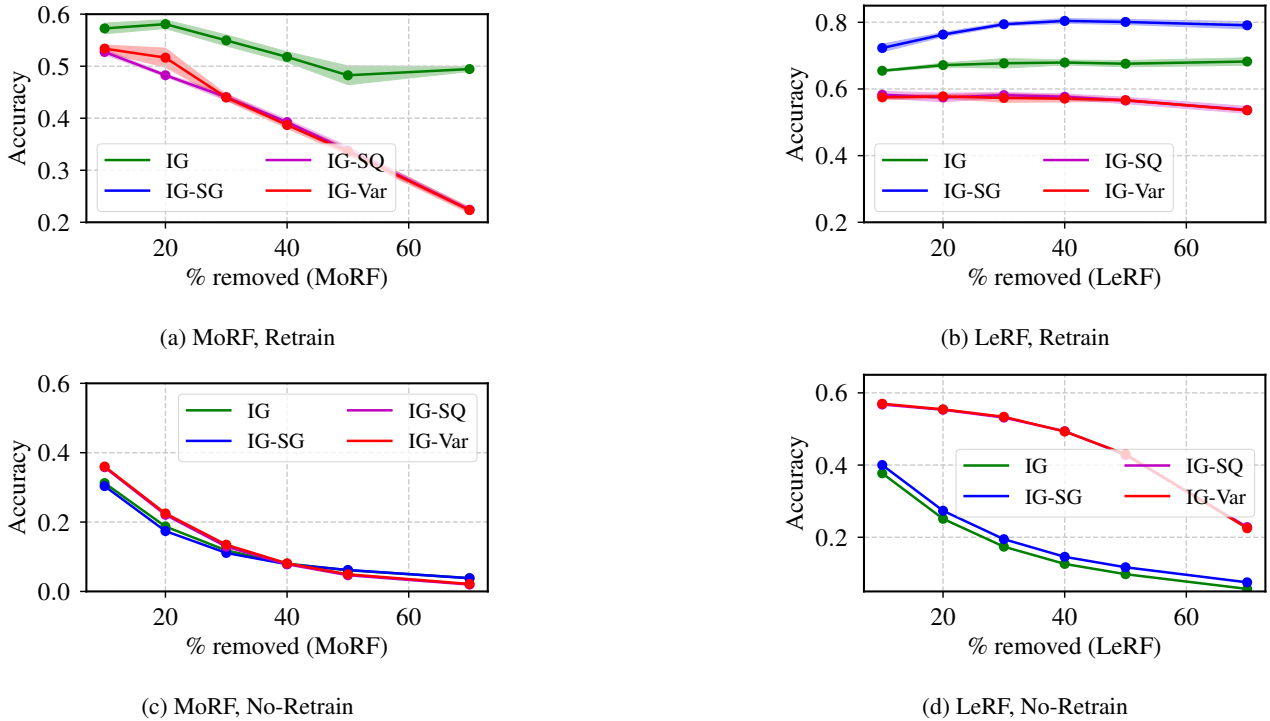 0.6
0.5
0.4
0.3
0.2
Accuracy
IG
IG-SG
IG-SQ
IG-Var
20
40
60
% removed (MoRF)
(a) MoRF, Retrain
0.8
0.6
0.4
0.2
Accuracy
IG
IG-SG
IG-SQ
IG-Var
20
40
60
% removed (LeRF)
(b) LeRF, Retrain
0.6
0.4
0.2
0.0
Accuracy
IG
IG-SG
IG-SQ
IG-Var
20
40
60
% removed (MoRF)
(c) MoRF, No-Retrain
0.6
0.4
0.2
Accuracy
IG
IG-SG
IG-SQ
IG-Var
20
40
60
% removed (LeRF)
(d) LeRF, No-Retrain